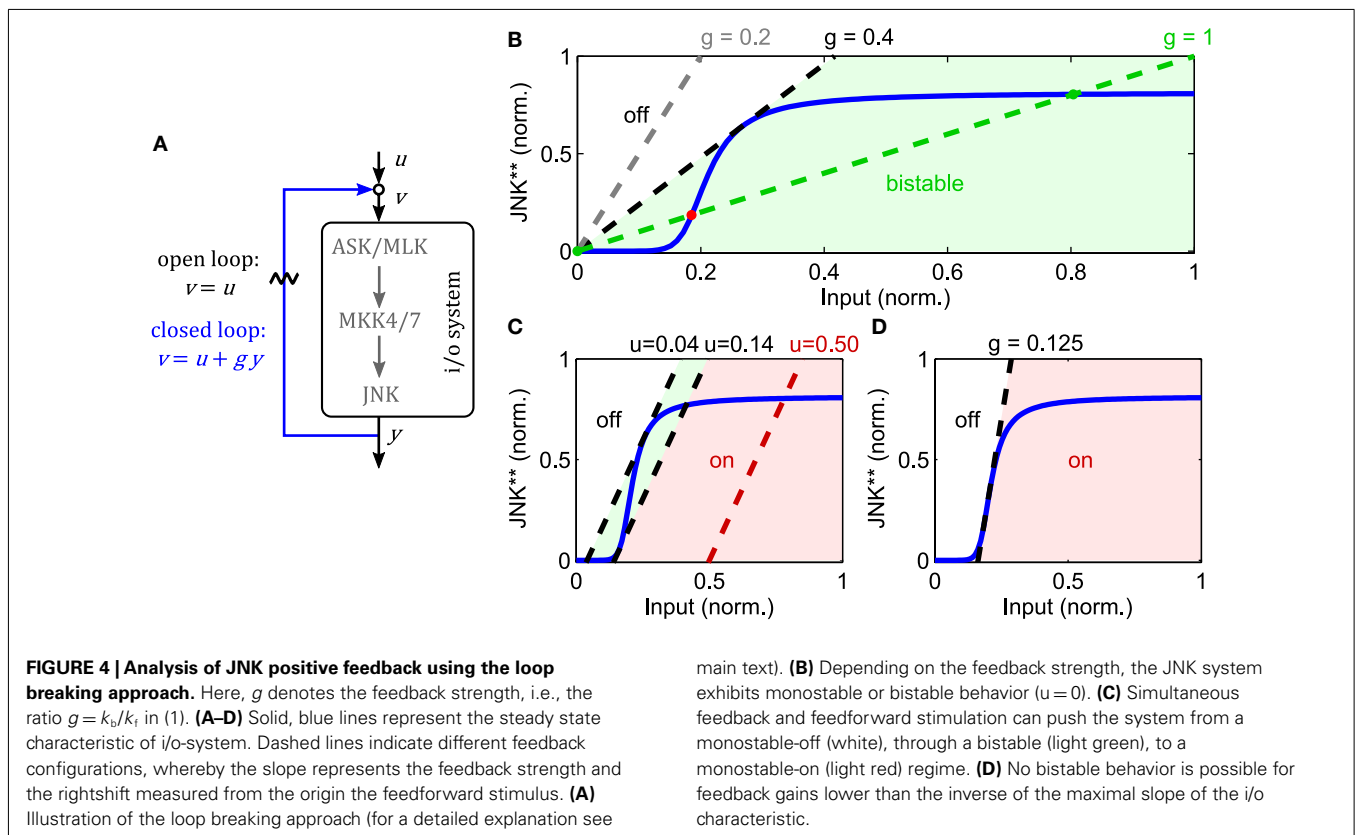 A
u
v
open loop:
v = u
closed loop:
v = u + g y
ASK/MLK
MKK4/7
JNK
i/o system
y
B
g = 0.2
g = 0.4
g = 1
1
0.5
0
JNK** (norm.)
off
bistable
0
0.2
0.4
0.6
0.8
1
Input (norm.)
C
u=0.04 u=0.14 u=0.50
1
0.5
0
JNK** (norm.)
off
on
0
0.5
1
Input (norm.)
D
g = 0.125
1
0.5
0
JNK** (norm.)
off
on
0
0.5
1
Input (norm.)
FIGURE 4 | Analysis of JNK positive feedback using the loop
breaking approach. Here, g denotes the feedback strength, i.e., the
ratio g = kb/kf in (1). (A–D) Solid, blue lines represent the steady state
characteristic of i/o-system. Dashed lines indicate different feedback
configurations, whereby the slope represents the feedback strength and
the rightshift measured from the origin the feedforward stimulus. (A)
Illustration of the loop breaking approach (for a detailed explanation see
main text). (B) Depending on the feedback strength, the JNK system
exhibits monostable or bistable behavior (u = 0). (C) Simultaneous
feedback and feedforward stimulation can push the system from a
monostable-off (white), through a bistable (light green), to a
monostable-on (light red) regime. (D) No bistable behavior is possible for
feedback gains lower than the inverse of the maximal slope of the i/o
characteristic.